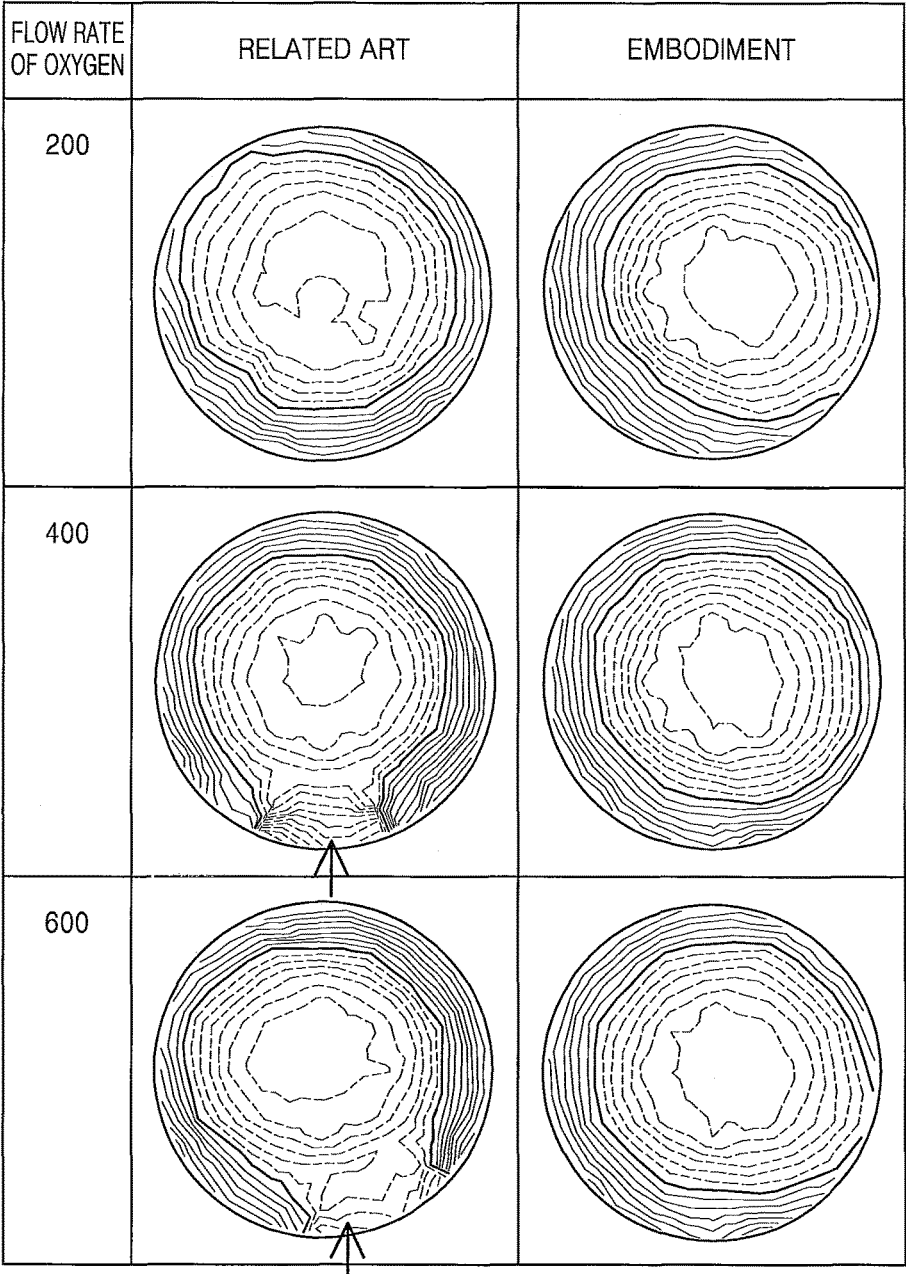 FLOW RATE
OF OXYGEN
RELATED ART
EMBODIMENT
200
400
600